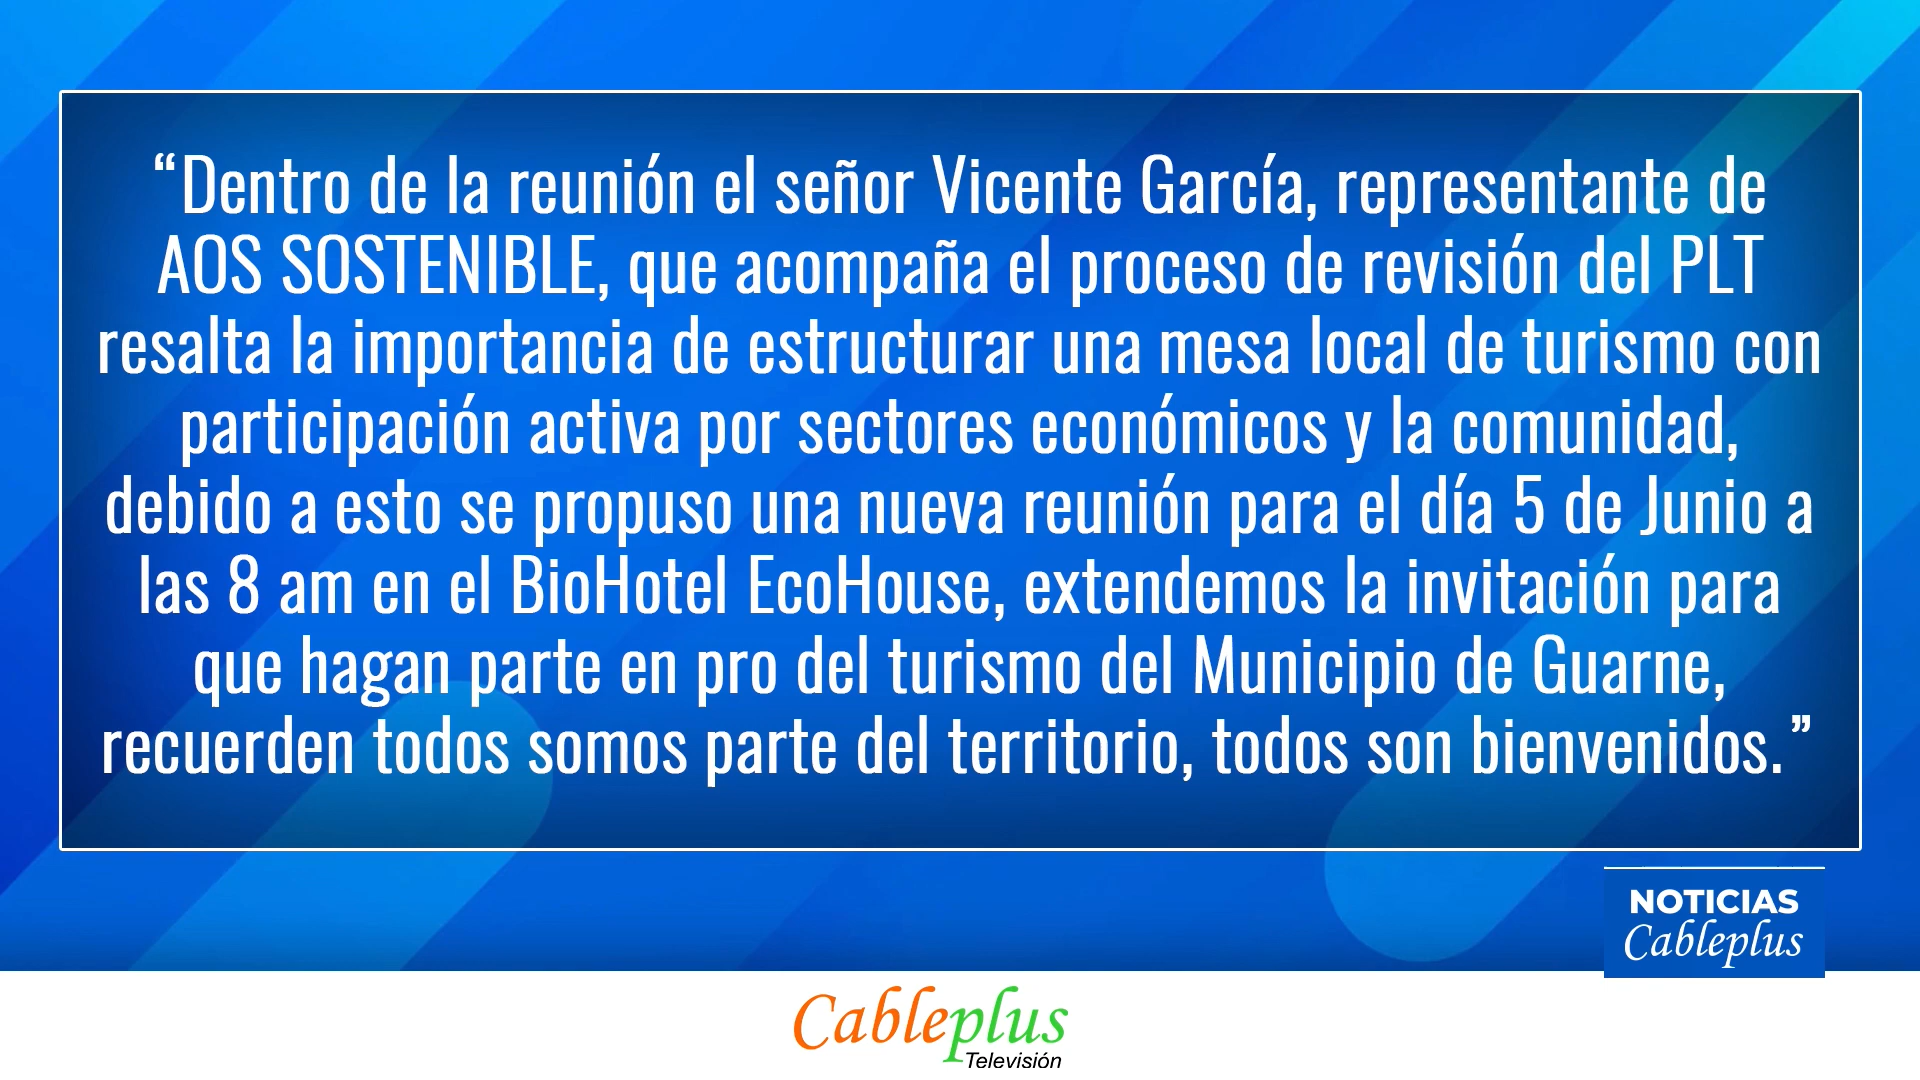 “Dentro de la reunión el señor Vicente García, representante de
AOS SOSTENIBLE, que acompaña el proceso de revisión del PLT
resalta la importancia de estructurar una mesa local de turismo con
participación activa por sectores económicos y la comunidad,
debido a esto se propuso una nueva reunión para el día 5 de Junio a
las 8 am en el BioHotel EcoHouse, extendemos la invitación para
que hagan parte en pro del turismo del Municipio de Guarne,
recuerden todos somos parte del territorio, todos son bienvenidos.”
NOTICIAS
Cableplus
Cableplus
Televisión